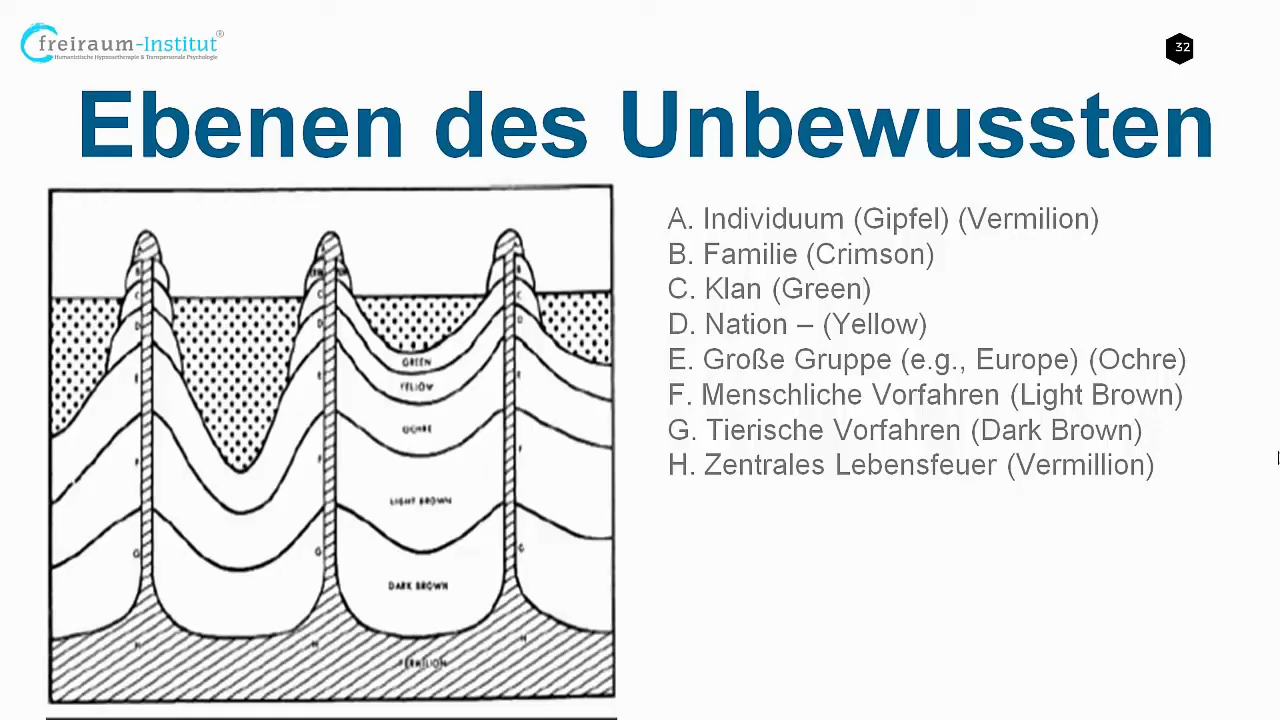 freiraum-Institut®
Humanistische Hypnosetherapie & Transpersonale Psychologie
32
Ebenen des Unbewussten
A. Individuum (Gipfel) (Vermilion)
B. Familie (Crimson)
C. Klan (Green)
D. Nation – (Yellow)
E. Große Gruppe (e.g., Europe) (Ochre)
F. Menschliche Vorfahren (Light Brown)
G. Tierische Vorfahren (Dark Brown)
H. Zentrales Lebensfeuer (Vermillion)
B
C
C
C
D
D
D
E
E
E
F
F
F
G
G
G
H
H
H
GREEN
YELLOW
OCHRE
LIGHT BROWN
DARK BROWN
VERMILION